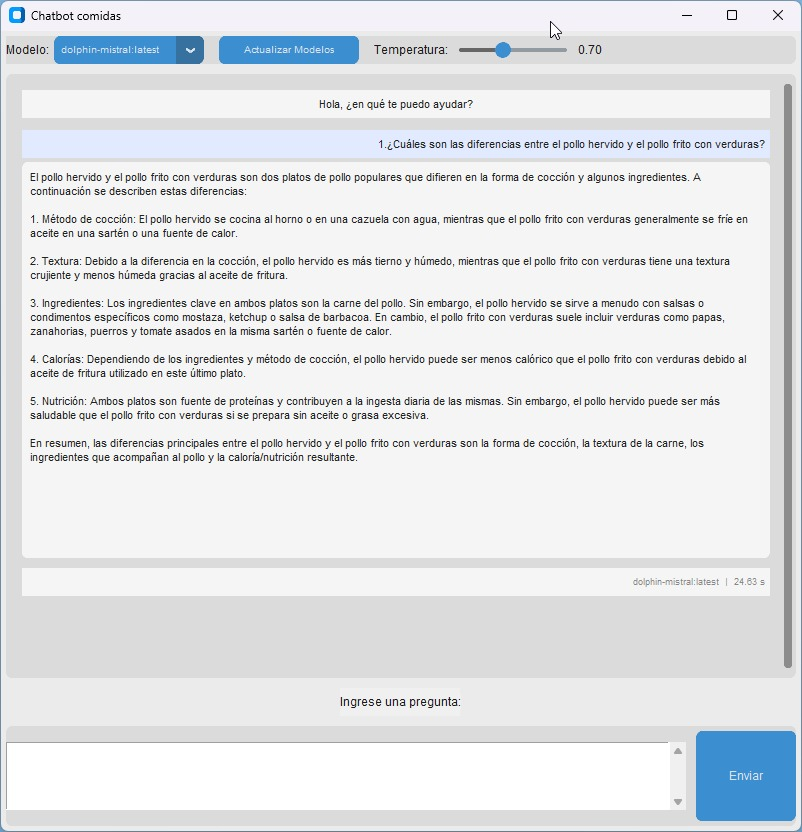 Chatbot comidas
Modelo: dolphin-mistral:latest Actualizar Modelos Temperatura: 0.70
Hola, ¿en qué te puedo ayudar?
1.¿Cuáles son las diferencias entre el pollo hervido y el pollo frito con verduras?
El pollo hervido y el pollo frito con verduras son dos platos de pollo populares que difieren en la forma de cocción y algunos ingredientes. A
continuación se describen estas diferencias:
1. Método de cocción: El pollo hervido se cocina al horno o en una cazuela con agua, mientras que el pollo frito con verduras generalmente se fríe en
aceite en una sartén o una fuente de calor.
2. Textura: Debido a la diferencia en la cocción, el pollo hervido es más tierno y húmedo, mientras que el pollo frito con verduras tiene una textura
crujiente y menos húmeda gracias al aceite de fritura.
3. Ingredientes: Los ingredientes clave en ambos platos son la carne del pollo. Sin embargo, el pollo hervido se sirve a menudo con salsas o
condimentos específicos como mostaza, ketchup o salsa de barbacoa. En cambio, el pollo frito con verduras suele incluir verduras como papas,
zanahorias, puerros y tomate asados en la misma sartén o fuente de calor.
4. Calorías: Dependiendo de los ingredientes y método de cocción, el pollo hervido puede ser menos calórico que el pollo frito con verduras debido al
aceite de fritura utilizado en este último plato.
5. Nutrición: Ambos platos son fuente de proteínas y contribuyen a la ingesta diaria de las mismas. Sin embargo, el pollo hervido puede ser más
saludable que el pollo frito con verduras si se prepara sin aceite o grasa excesiva.
En resumen, las diferencias principales entre el pollo hervido y el pollo frito con verduras son la forma de cocción, la textura de la carne, los
ingredientes que acompañan al pollo y la caloría/nutrición resultante.
dolphin-mistral:latest | 24.63 s
Ingrese una pregunta:
Enviar